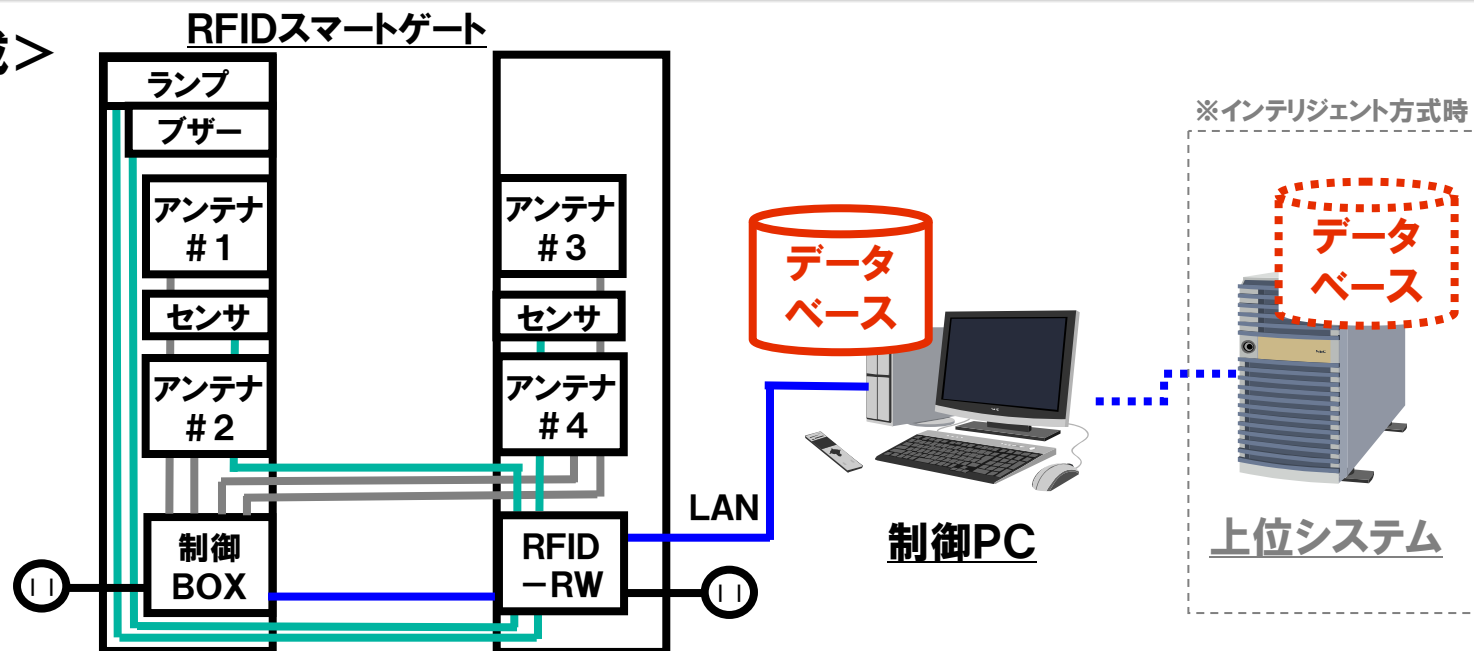 ＞
RFIDスマートゲート
ランプ
ブザー
アンテナ
#1
センサ
アンテナ
#2
制御
BOX
アンテナ
#3
センサ
アンテナ
#4
RFID
－RW
LAN
データ
ベース
制御PC
※インテリジェント方式時
データ
ベース
上位システム